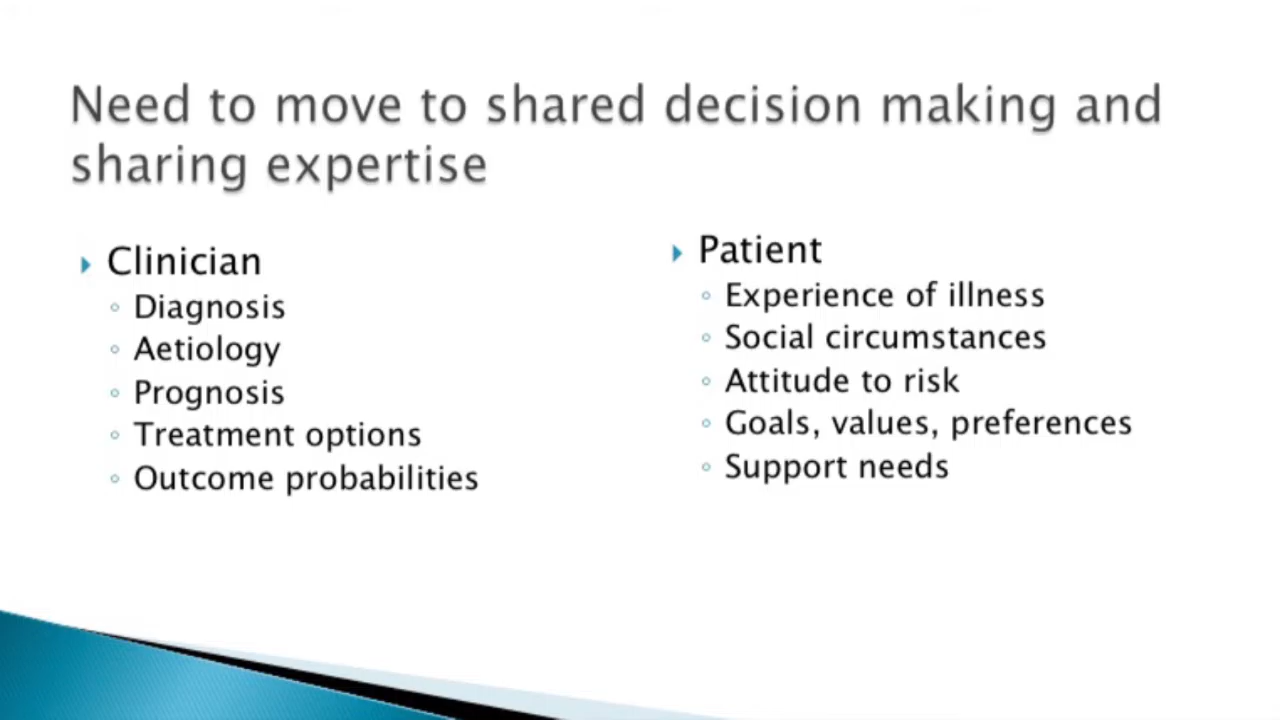 Need to move to shared decision making and
sharing expertise
Clinician
Diagnosis
Aetiology
Prognosis
Treatment options
Outcome probabilities
Patient
Experience of illness
Social circumstances
Attitude to risk
Goals, values, preferences
Support needs